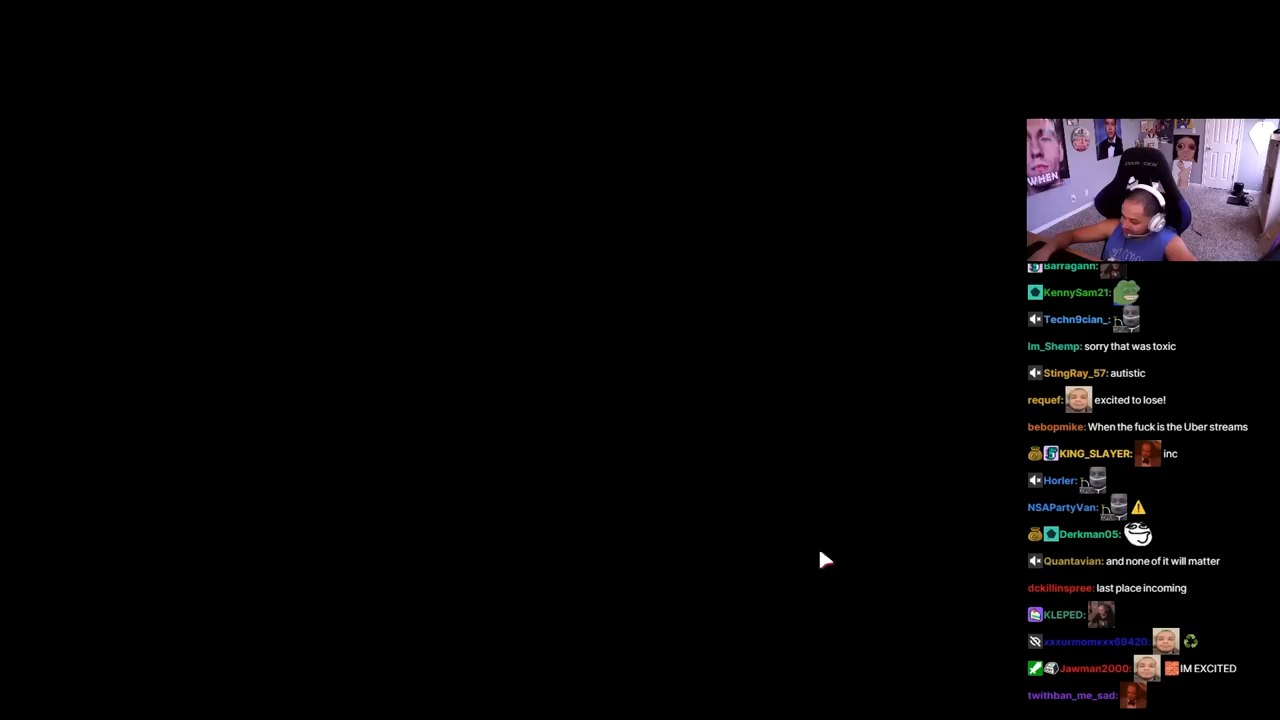 WHEN
Barragann:
KennySam21:
Techn9cian_:
Im_Shemp: sorry that was toxic
StingRay_57: autistic
requef: excited to lose!
bebopmike: When the fuck is the Uber streams
KING_SLAYER: inc
Horler:
NSAPartyVan:
Derkman05:
Quantavian: and none of it will matter
dckillinspree: last place incoming
KLEPED:
xxxurmomxxx69420:
Jawman2000: IM EXCITED
twithban_me_sad: